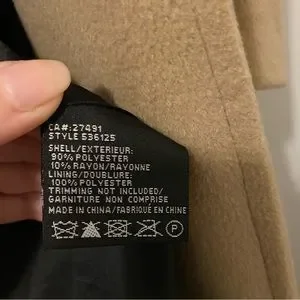 CA#:27491
STYLE 536125
SHELL/EXTERIEUR:
90% POLYESTER
10% RAYON/RAYONNE
LINING/DOUBLURE:
100% POLYESTER
TRIMMING NOT INCLUDED/
GARNITURE NON COMPRISE
MADE IN CHINA/FABRIQUÉ EN CHINE
P